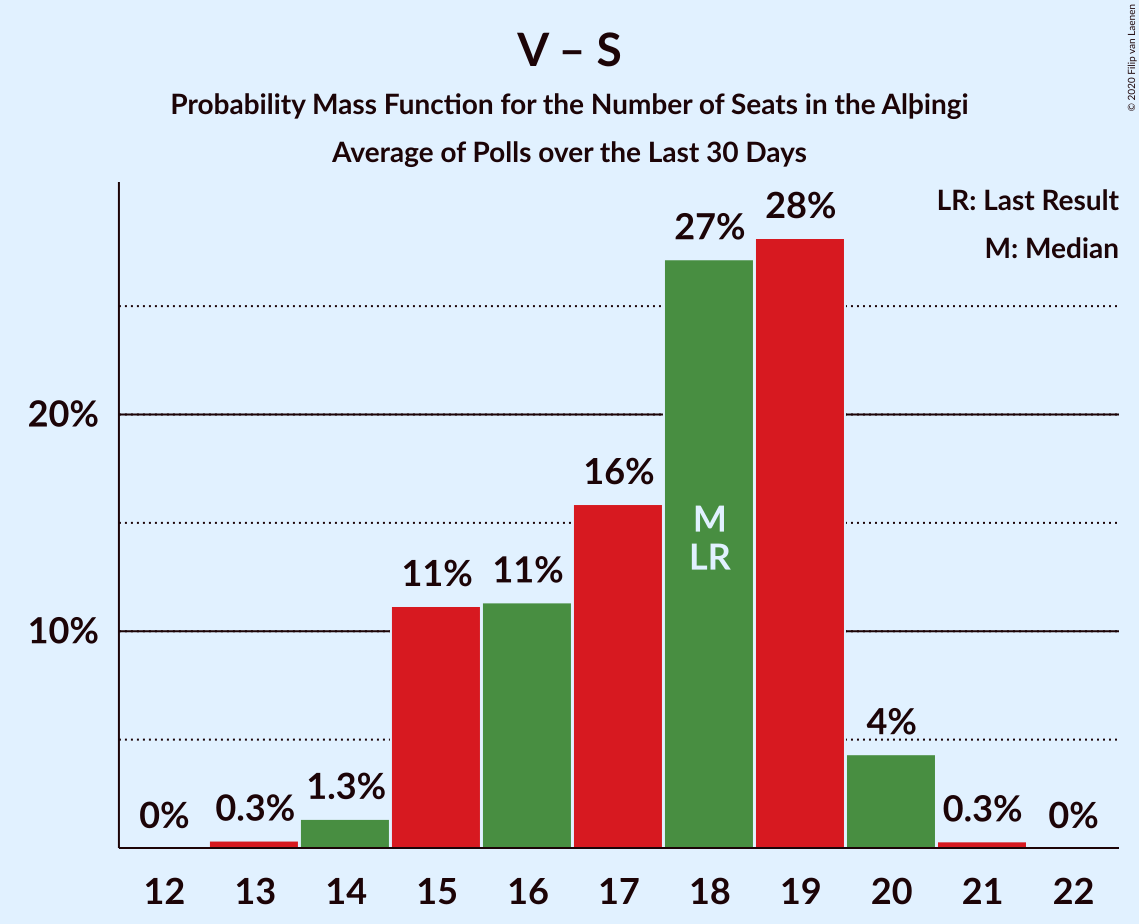 V – S
Probability Mass Function for the Number of Seats in the Alþingi
Average of Polls over the Last 30 Days
© 2020 Filip van Laenen
LR: Last Result
M: Median
20%
10%
0%
0.3%
1.3%
11%
11%
16%
27%
28%
4%
0.3%
0%
M
LR
12 13 14 15 16 17 18 19 20 21 22